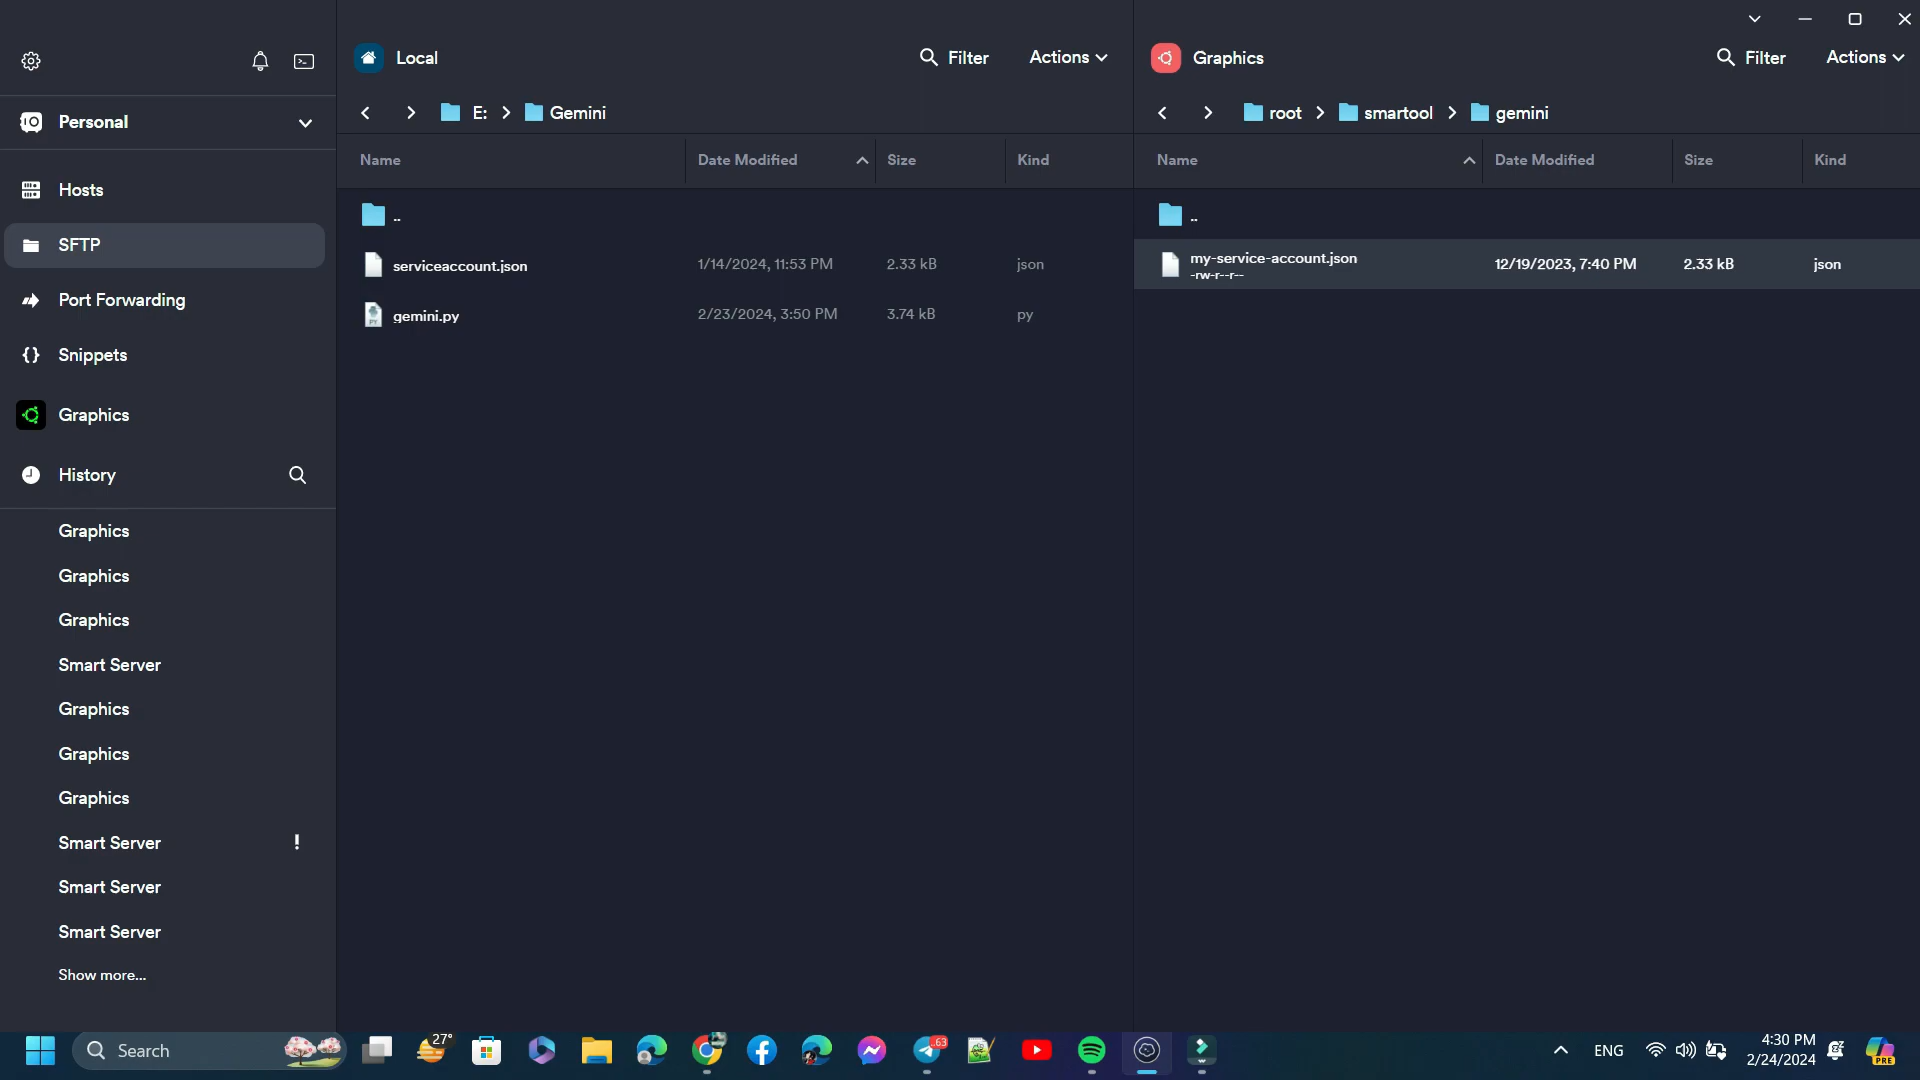 Personal
Hosts
SFTP
Port Forwarding
Snippets
Graphics
History
Graphics
Graphics
Graphics
Smart Server
Graphics
Graphics
Graphics
Smart Server !
Smart Server
Smart Server
Show more...
Local Filter Actions
E: Gemini
Name Date Modified Size Kind
..
serviceaccount.json 1/14/2024, 11:53 PM 2.33 kB json
gemini.py 2/23/2024, 3:50 PM 3.74 kB py
Graphics Filter Actions
root smartool gemini
Name Date Modified Size Kind
..
my-service-account.json 12/19/2023, 7:40 PM 2.33 kB json
-rw-r--r--
Search
27°
63
ENG
4:30 PM
2/24/2024
PRE